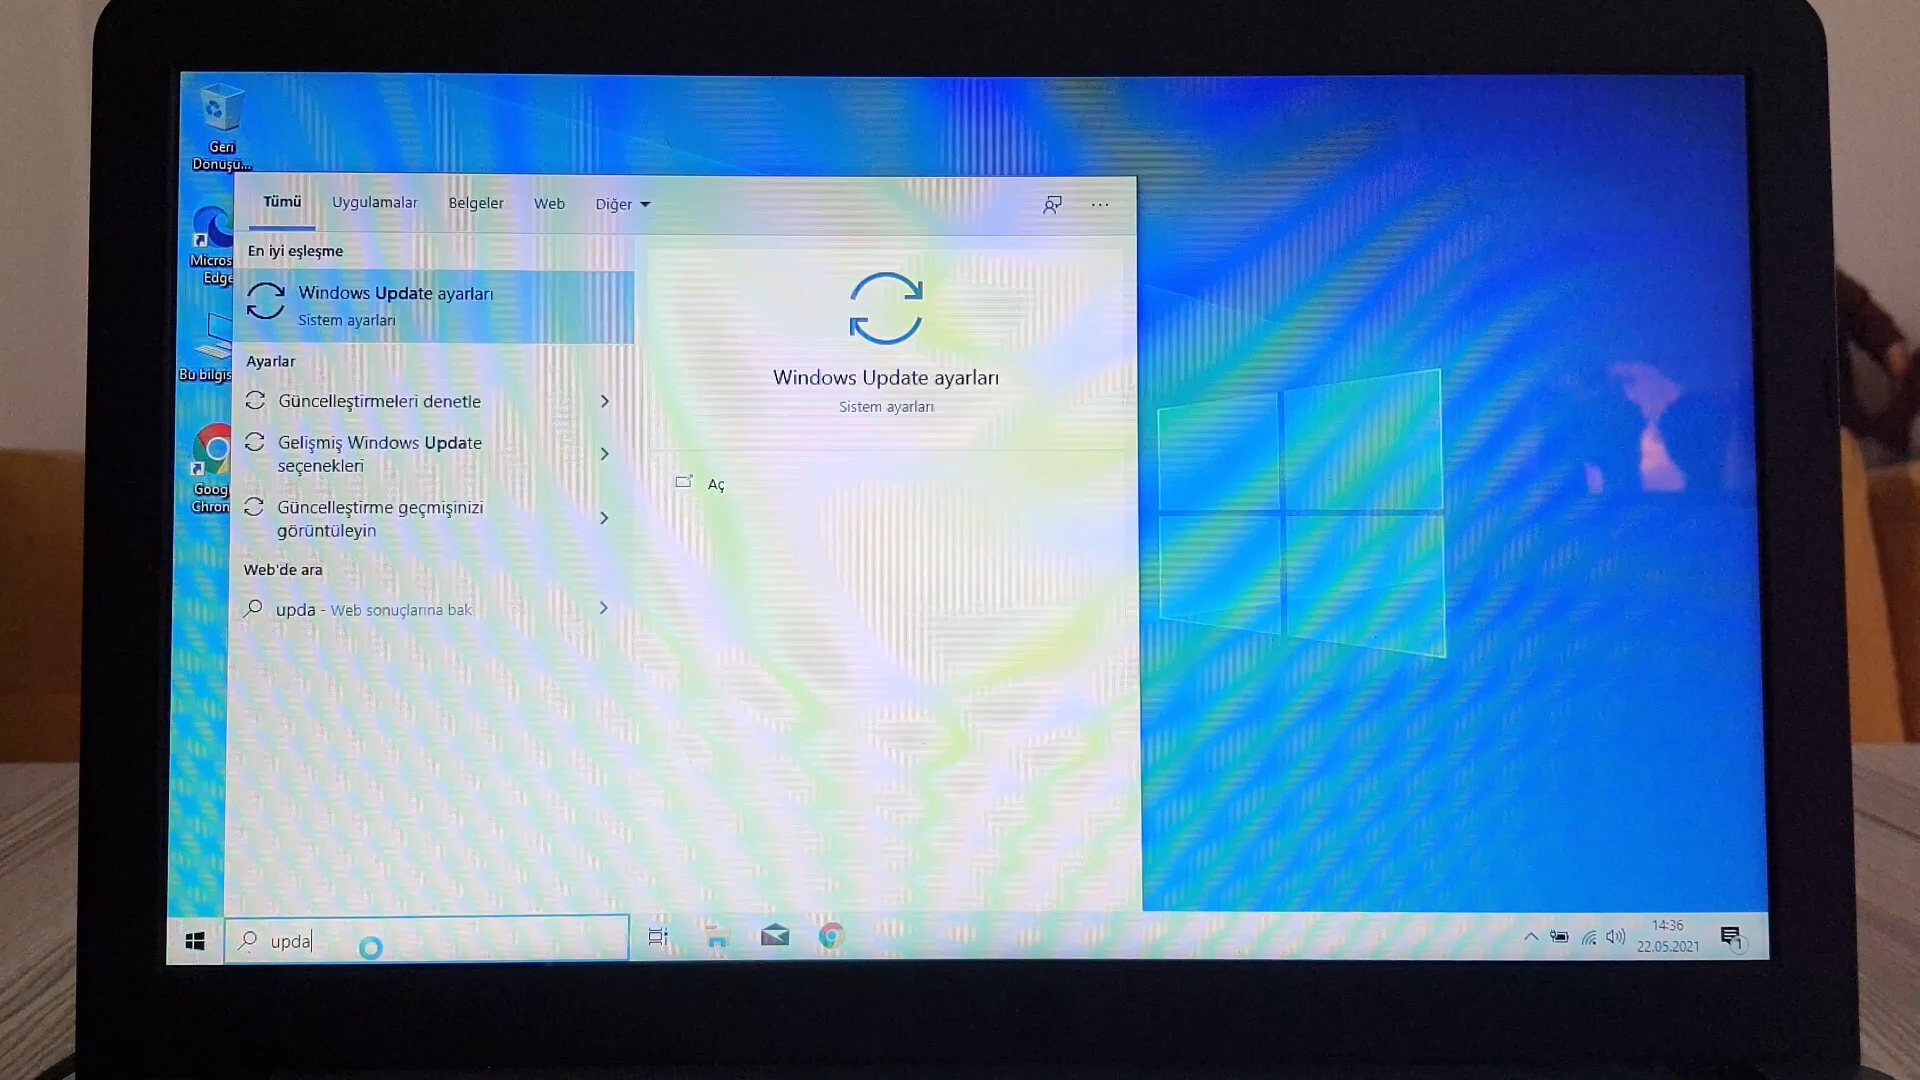 Geri
Dönüşü...
Micros
Edge
Bu bilgis
Goog
Chron
Tümü
Uygulamalar
Belgeler
Web
Diğer
...
En iyi eşleşme
Windows Update ayarları
Sistem ayarları
Ayarlar
Güncelleştirmeleri denetle
Gelişmiş Windows Update
seçenekleri
Güncelleştirme geçmişinizi
görüntüleyin
Web'de ara
upda - Web sonuçlarına bak
Windows Update ayarları
Sistem ayarları
Aç
upda
14:36
22.05.2021
1